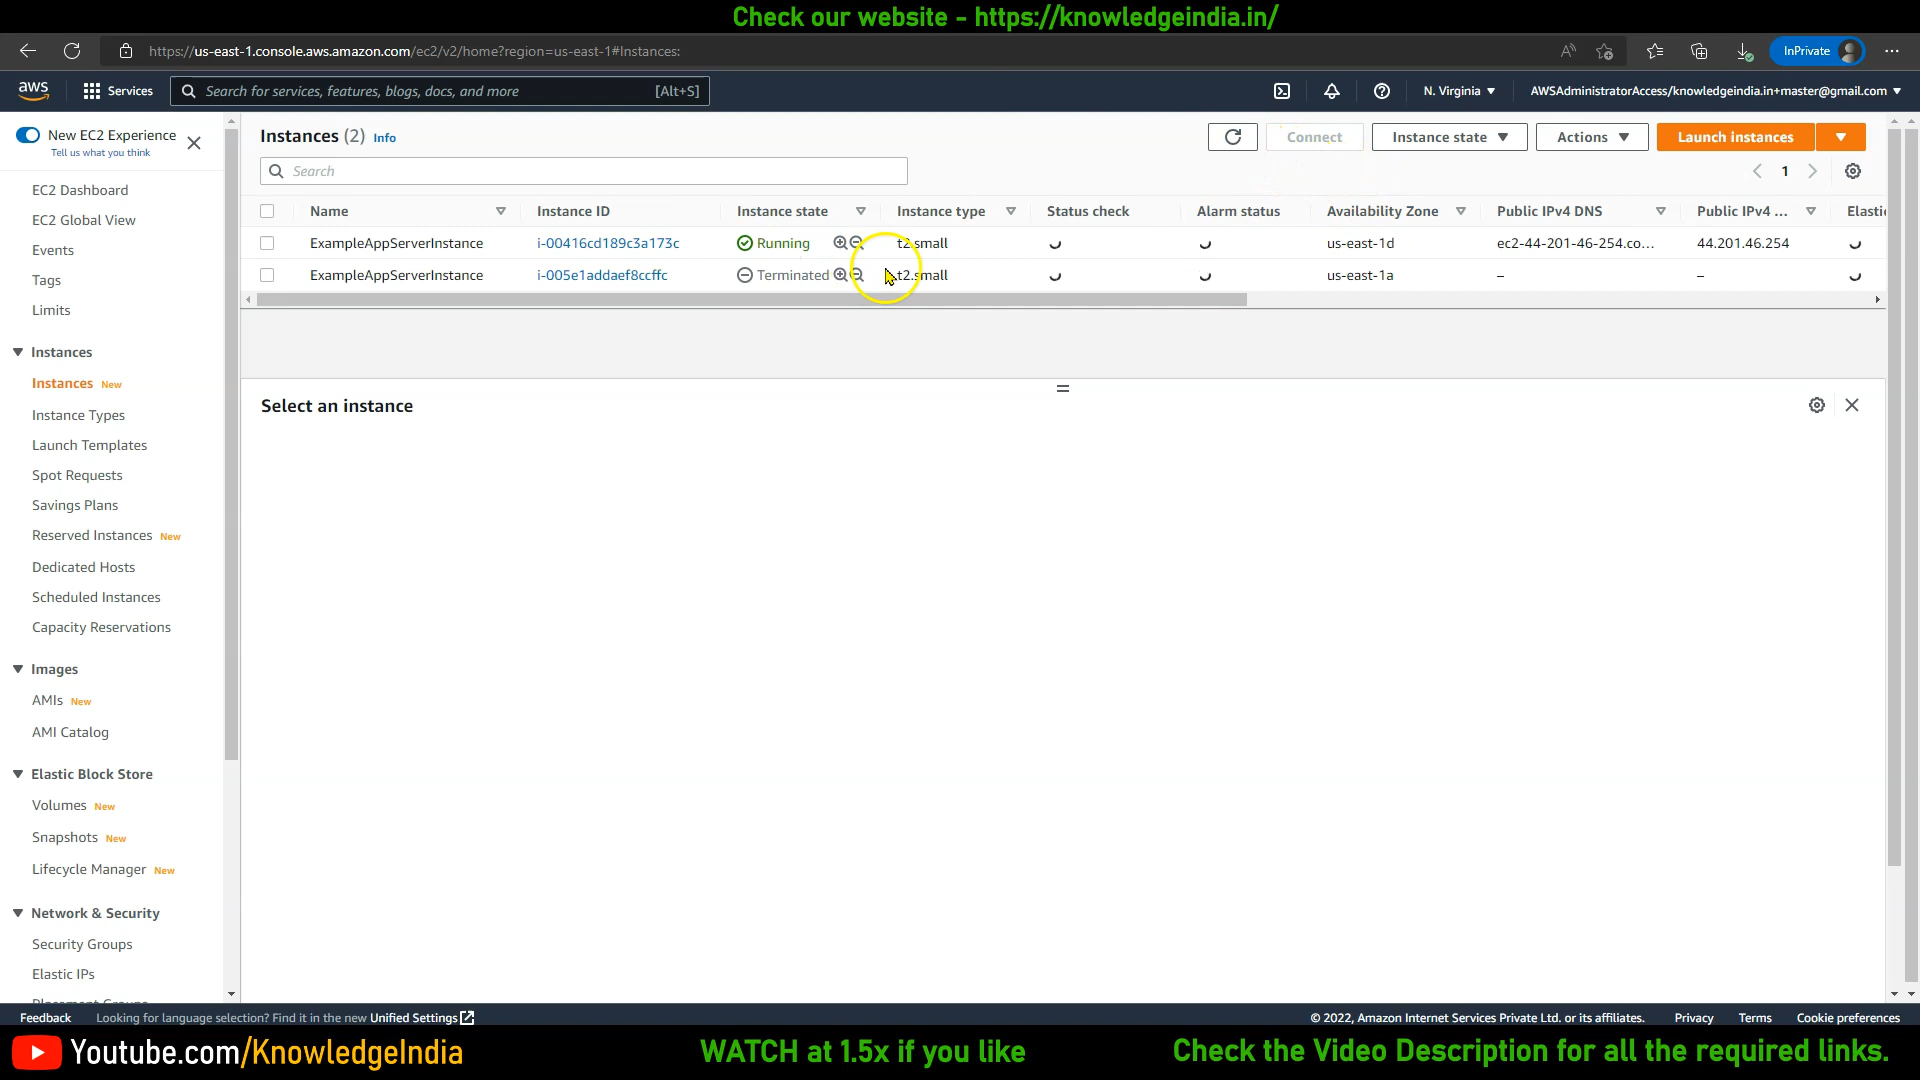 Check our website - https://knowledgeindia.in/
https://us-east-1.console.aws.amazon.com/ec2/v2/home?region=us-east-1#Instances:
InPrivate
aws
Services
Search for services, features, blogs, docs, and more
[Alt+S]
N. Virginia
AWSAdministratorAccess/knowledgeindia.in+master@gmail.com
New EC2 Experience
Tell us what you think
EC2 Dashboard
EC2 Global View
Events
Tags
Limits
Instances
Instances New
Instance Types
Launch Templates
Spot Requests
Savings Plans
Reserved Instances New
Dedicated Hosts
Scheduled Instances
Capacity Reservations
Images
AMIs New
AMI Catalog
Elastic Block Store
Volumes New
Snapshots New
Lifecycle Manager New
Network & Security
Security Groups
Elastic IPs
Instances (2) Info
Connect
Instance state
Actions
Launch instances
Search
1
Name Instance ID Instance state Instance type Status check Alarm status Availability Zone Public IPv4 DNS Public IPv4 ... Elasti
ExampleAppServerInstance i-00416cd189c3a173c Running t2.small us-east-1d ec2-44-201-46-254.co... 44.201.46.254
ExampleAppServerInstance i-005e1addaef8ccffc Terminated t2.small us-east-1a – –
Select an instance
Feedback
Looking for language selection? Find it in the new Unified Settings
© 2022, Amazon Internet Services Private Ltd. or its affiliates.
Privacy
Terms
Cookie preferences
Youtube.com/KnowledgeIndia
WATCH at 1.5x if you like
Check the Video Description for all the required links.